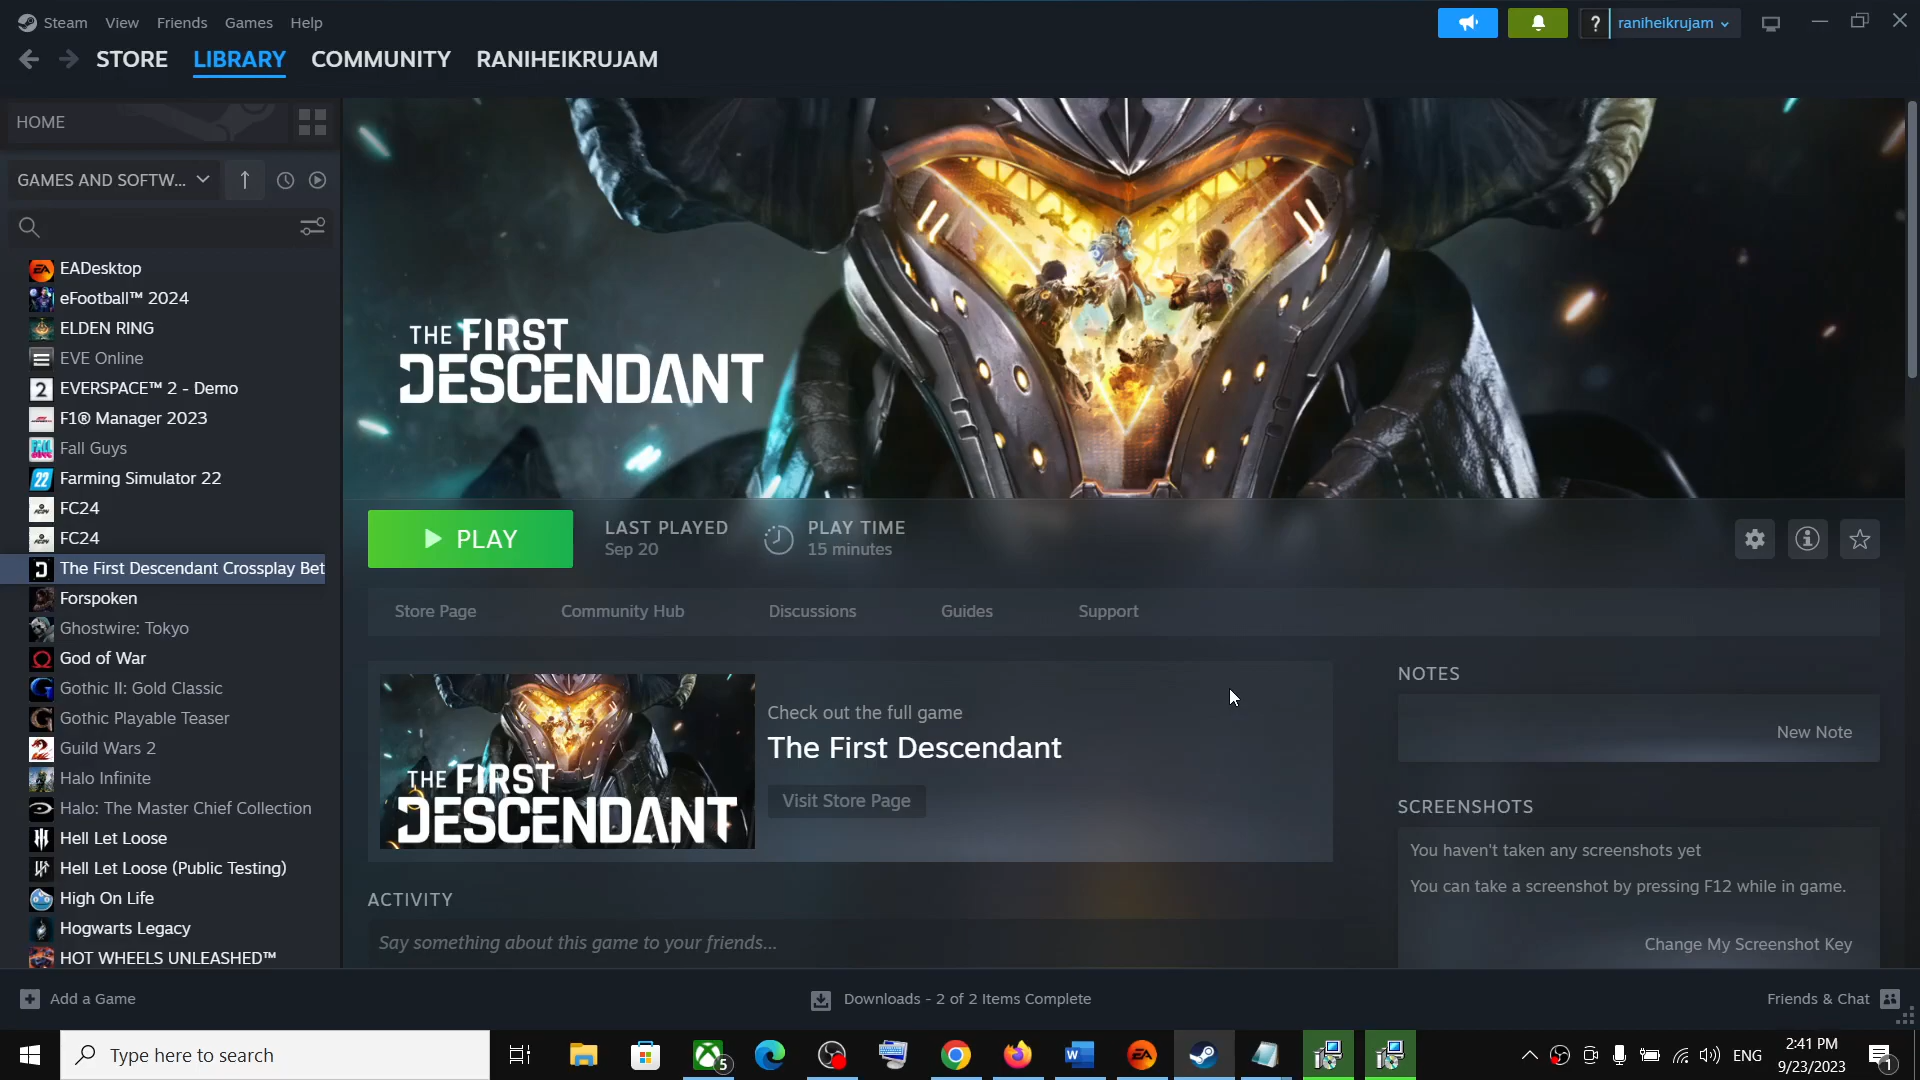 Steam View Friends Games Help
? raniheikrujam
STORE LIBRARY COMMUNITY RANIHEIKRUJAM
HOME
GAMES AND SOFTW...
EADesktop
eFootball™ 2024
ELDEN RING
EVE Online
EVERSPACE™ 2 - Demo
F1® Manager 2023
Fall Guys
Farming Simulator 22
FC24
FC24
The First Descendant Crossplay Bet
Forspoken
Ghostwire: Tokyo
God of War
Gothic II: Gold Classic
Gothic Playable Teaser
Guild Wars 2
Halo Infinite
Halo: The Master Chief Collection
Hell Let Loose
Hell Let Loose (Public Testing)
High On Life
Hogwarts Legacy
HOT WHEELS UNLEASHED™
THE FIRST
DESCENDANT
PLAY
LAST PLAYED
Sep 20
PLAY TIME
15 minutes
Store Page Community Hub Discussions Guides Support
THE FIRST
DESCENDANT
Check out the full game
The First Descendant
Visit Store Page
ACTIVITY
Say something about this game to your friends...
NOTES
New Note
SCREENSHOTS
You haven't taken any screenshots yet
You can take a screenshot by pressing F12 while in game.
Change My Screenshot Key
Add a Game
Downloads - 2 of 2 Items Complete
Friends & Chat
Type here to search
5
ENG
2:41 PM
9/23/2023
1